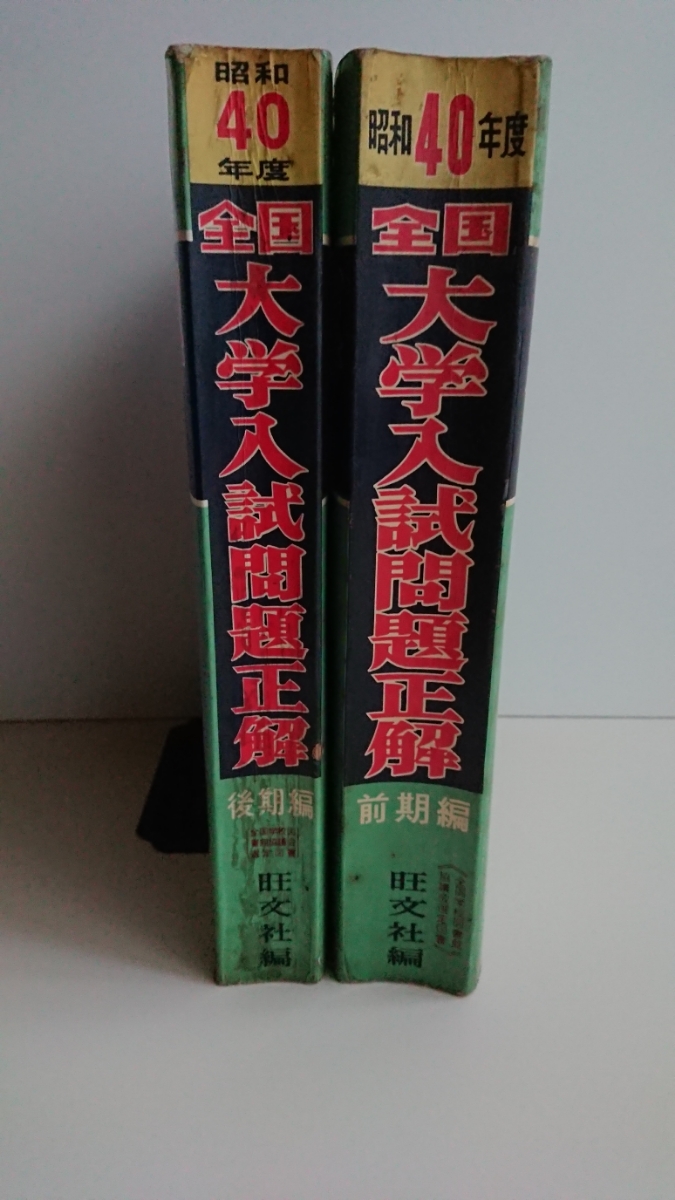 昭和
40
年度
全国
大学入試問題正解
後期編
旺文社編
昭和40年度
全国
大学入試問題正解
前期編
旺文社編